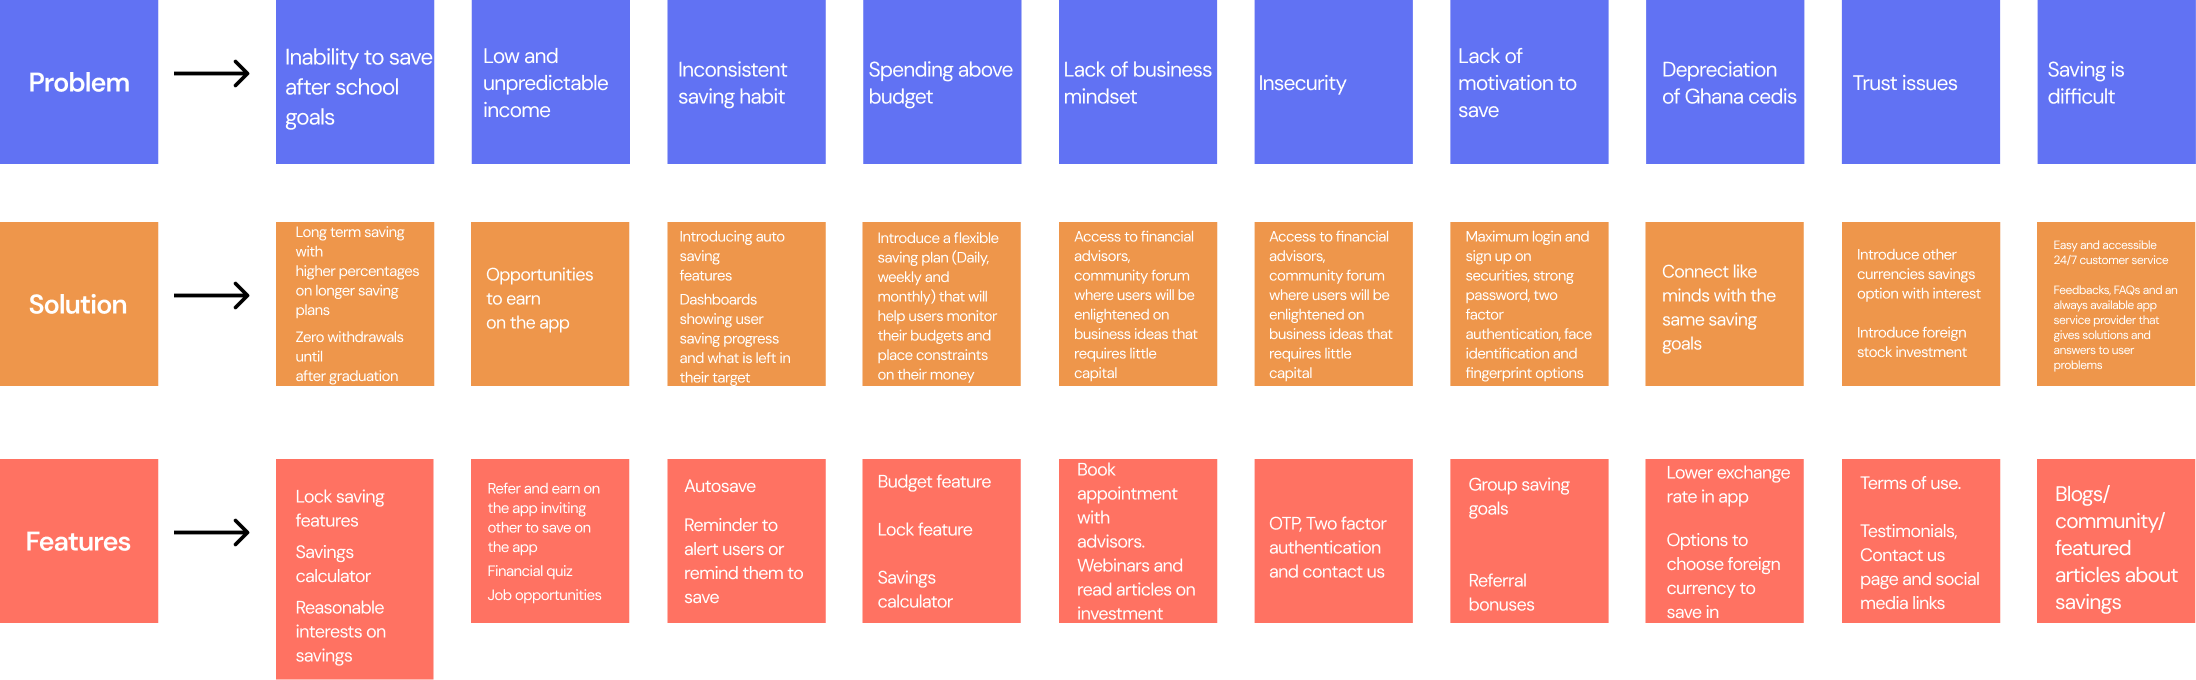 Problem
Inability to save
after school
goals
Low and
unpredictable
income
Inconsistent
saving habit
Spending above
budget
Lack of business
mindset
Insecurity
Lack of
motivation to
save
Depreciation
of Ghana cedis
Trust issues
Saving is
difficult
Solution
Long term saving
with
higher percentages
on longer saving
plans
Zero withdrawals
until
after graduation
Opportunities
to earn
on the app
Introducing auto
saving
features
Dashboards
showing user
saving progress
and what is left in
their target
Introduce a flexible
saving plan (Daily,
weekly and
monthly) that will
help users monitor
their budgets and
place constraints
on their money
Access to financial
advisors,
community forum
where users will be
enlightened on
business ideas that
requires little
capital
Access to financial
advisors,
community forum
where users will be
enlightened on
business ideas that
requires little
capital
Maximum login and
sign up on
securities, strong
password, two
factor
authentication, face
identification and
fingerprint options
Connect like
minds with the
same saving
goals
Introduce other
currencies savings
option with interest
Introduce foreign
stock investment
Easy and accessible
24/7 customer service
Feedbacks, FAQs and an
always available app
service provider that
gives solutions and
answers to user
problems
Features
Lock saving
features
Savings
calculator
Reasonable
interests on
savings
Refer and earn on
the app inviting
other to save on
the app
Financial quiz
Job opportunities
Autosave
Reminder to
alert users or
remind them to
save
Budget feature
Lock feature
Savings
calculator
Book
appointment
with
advisors.
Webinars and
read articles on
investment
OTP, Two factor
authentication
and contact us
Group saving
goals
Referral
bonuses
Lower exchange
rate in app
Options to
choose foreign
currency to
save in
Terms of use.
Testimonials,
Contact us
page and social
media links
Blogs/
community/
featured
articles about
savings